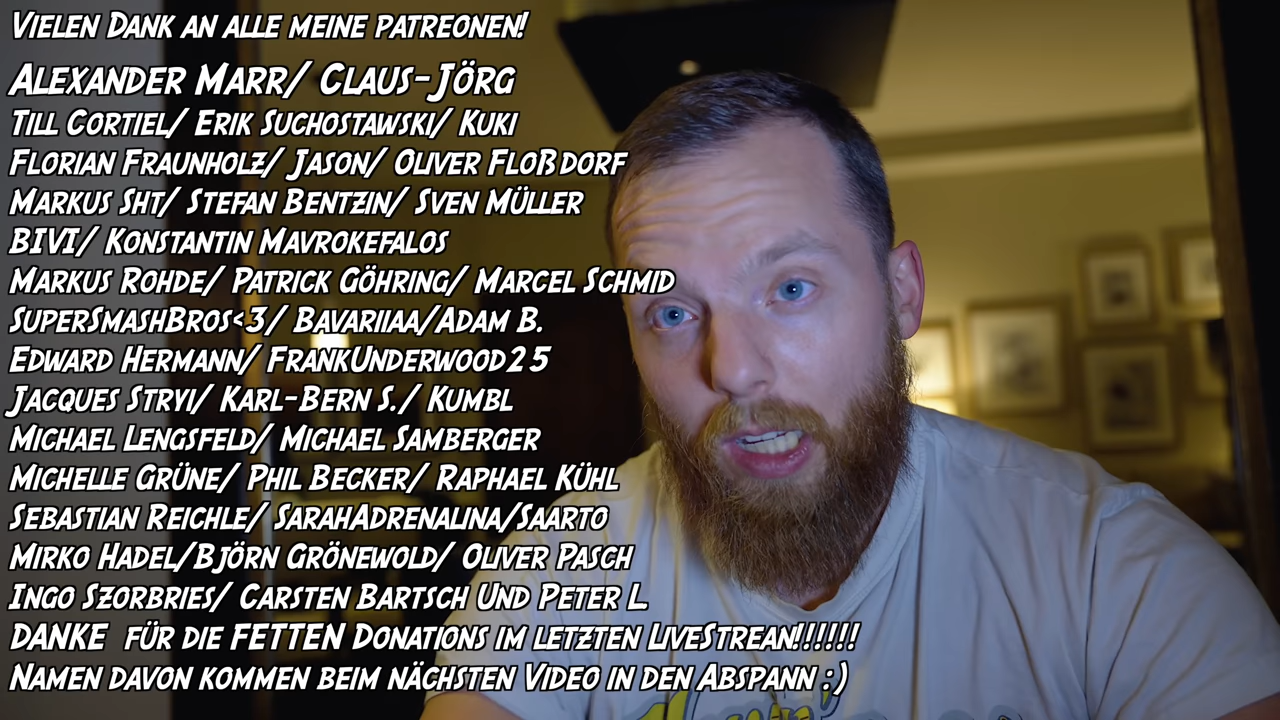 Vielen Dank an alle meine patreonen!
Alexander Marr/ Claus-Jörg
Till Cortiel/ Erik Suchostawski/ Kuki
Florian Fraunholz/ Jason/ Oliver Floß dorf
Markus Sht/ Stefan Bentzin/ Sven Müller
BIVI/ Konstantin Mavrokefalos
Markus Rohde/ Patrick Göhring/ Marcel Schmid
SuperSmashBros<3/ Bavariiaa/Adam B.
Edward Hermann/ FrankUnderwood25
Jacques Stryi/ Karl-Bern S./ Kumbl
Michael Lengsfeld/ Michael Samberger
Michelle Grüne/ Phil Becker/ Raphael Kühl
Sebastian Reichle/ SarahAdrenalina/Saarto
Mirko Hadel/Björn Grönewold/ Oliver Pasch
Ingo Szorbries/ Carsten Bartsch Und Peter L.
DANKE für die FETTEN Donations im letzten LiveStrean!!!!!!
Namen davon kommen beim nächsten Video in den Abspann :)